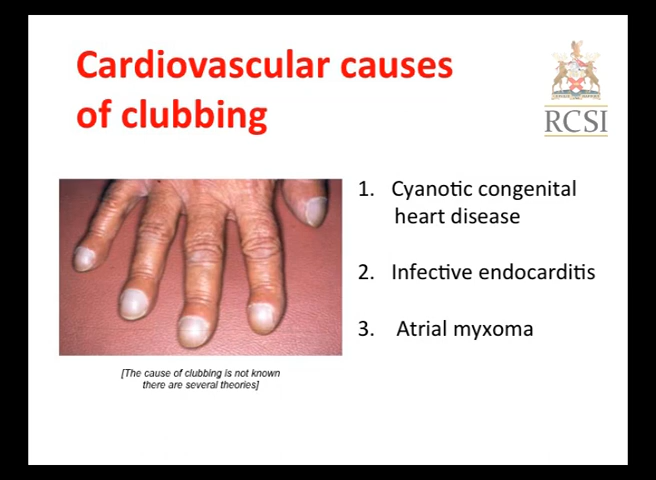 Cardiovascular causes
of clubbing
RCSI
1. Cyanotic congenital
heart disease
2. Infective endocarditis
3. Atrial myxoma
[The cause of clubbing is not known
there are several theories]